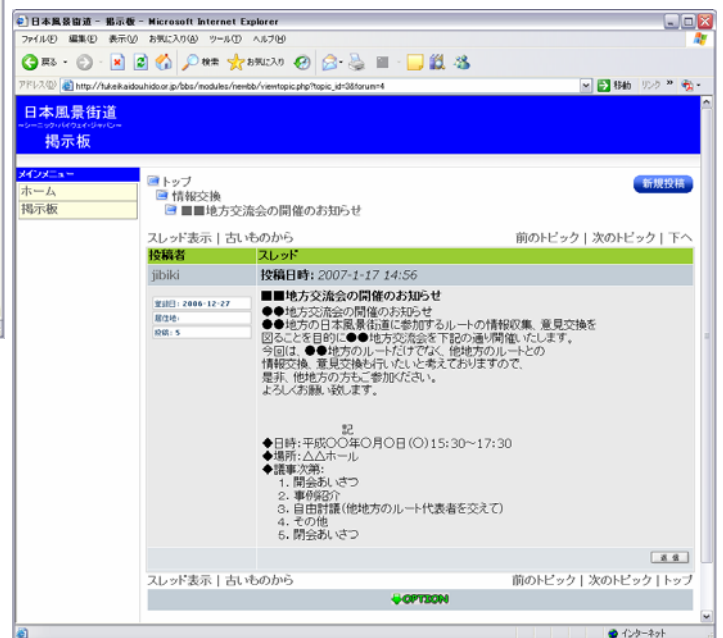 日本風景街道 - 掲示板 - Microsoft Internet Explorer
ファイル(F) 編集(E) 表示(V) お気に入り(A) ツール(T) ヘルプ(H)
戻る 検索 お気に入り
アドレス(D) http://fukeikaidouhido.or.jp/bbs/modules/newbb/viewtopic.php?topic_id=3&forum=4 移動 リンク
日本風景街道
~シーニック・バイウェイ・ジャパン~
掲示板
メインメニュー
ホーム
掲示板
トップ
新規投稿
情報交換
■■地方交流会の開催のお知らせ
スレッド表示 | 古いものから 前のトピック | 次のトピック | 下へ
投稿者 スレッド
jibiki 投稿日時: 2007-1-17 14:56
登録日: 2006-12-27
居住地:
投稿: 5
■■地方交流会の開催のお知らせ
●●地方交流会の開催のお知らせ
●●地方の日本風景街道に参加するルートの情報収集、意見交換を
図ることを目的に●●地方交流会を下記の通り開催いたします。
今回は、●●地方のルートだけでなく、他地方のルートとの
情報交換、意見交換も行いたいと考えておりますので、
是非、他地方の方もご参加ください。
よろしくお願い致します。
記
◆日時:平成○○年○月○日(○)15:30~17:30
◆場所:△△ホール
◆議事次第:
1. 開会あいさつ
2. 事例紹介
3. 自由討議(他地方のルート代表者を交えて)
4. その他
5. 閉会あいさつ
返信
スレッド表示 | 古いものから 前のトピック | 次のトピック | トップ
OPTION
インターネット